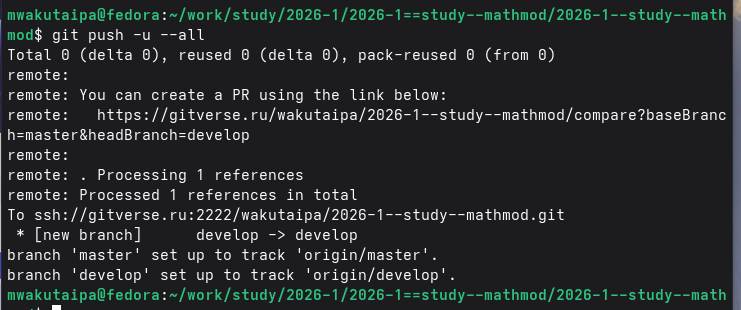 mwakutaipa@fedora:~/work/study/2026-1/2026-1==study--mathmod/2026-1--study--math
mod$ git push -u --all
Total 0 (delta 0), reused 0 (delta 0), pack-reused 0 (from 0)
remote:
remote: You can create a PR using the link below:
remote:   https://gitverse.ru/wakutaipa/2026-1--study--mathmod/compare?baseBranc
h=master&headBranch=develop
remote:
remote: . Processing 1 references
remote: Processed 1 references in total
To ssh://gitverse.ru:2222/wakutaipa/2026-1--study--mathmod.git
 * [new branch]      develop -> develop
branch 'master' set up to track 'origin/master'.
branch 'develop' set up to track 'origin/develop'.
mwakutaipa@fedora:~/work/study/2026-1/2026-1==study--mathmod/2026-1--study--math